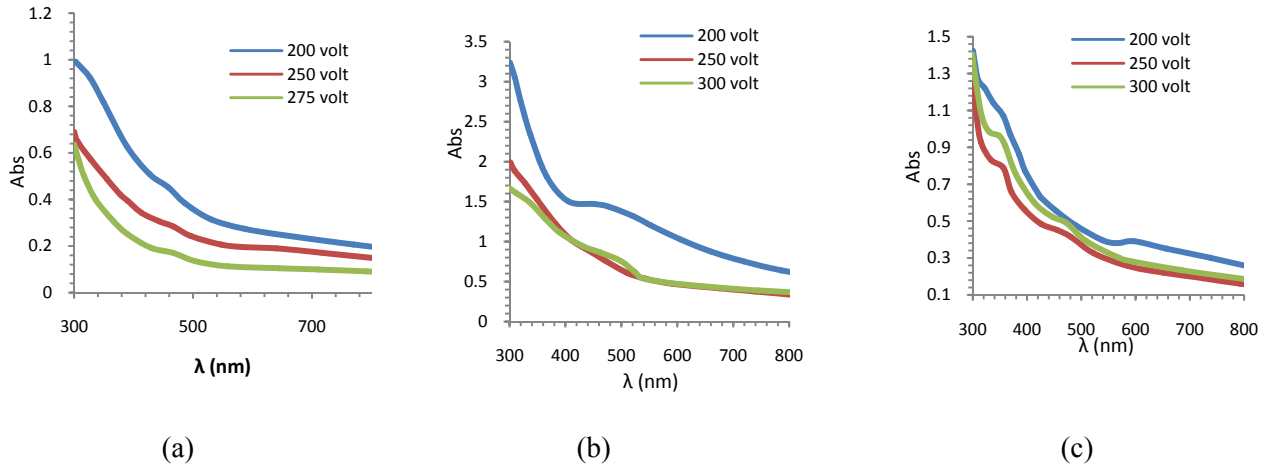 1.2
1
0.8
0.6
0.4
0.2
0
Abs
200 volt
250 volt
275 volt
300 500 700
λ (nm)
(a)
3.5
3
2.5
2
1.5
1
0.5
0
Abs
200 volt
250 volt
300 volt
300 400 500 600 700 800
λ (nm)
(b)
1.5
1.3
1.1
0.9
0.7
0.5
0.3
0.1
Abs
200 volt
250 volt
300 volt
300 400 500 600 700 800
λ (nm)
(c)